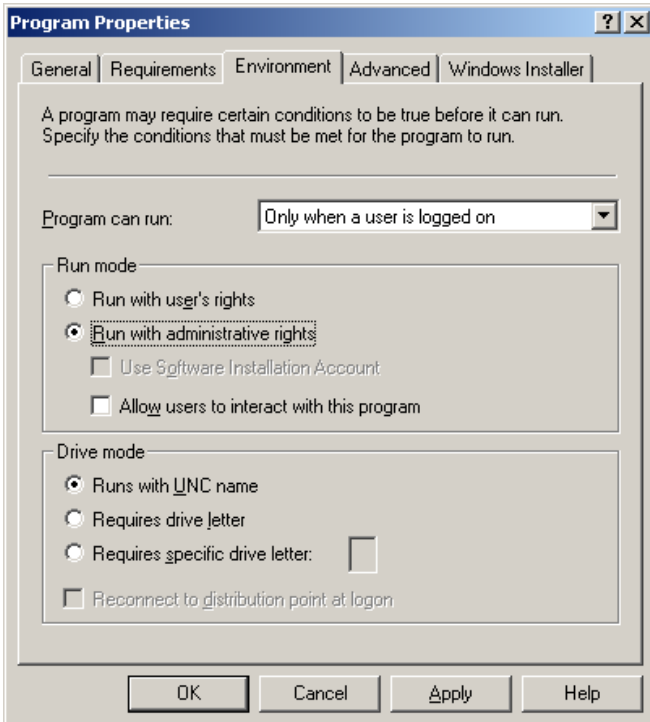 Program Properties
General Requirements Environment Advanced Windows Installer
A program may require certain conditions to be true before it can run.
Specify the conditions that must be met for the program to run.
Program can run: Only when a user is logged on
Run mode
Run with user's rights
Run with administrative rights
Use Software Installation Account
Allow users to interact with this program
Drive mode
Runs with UNC name
Requires drive letter
Requires specific drive letter:
Reconnect to distribution point at logon
OK Cancel Apply Help